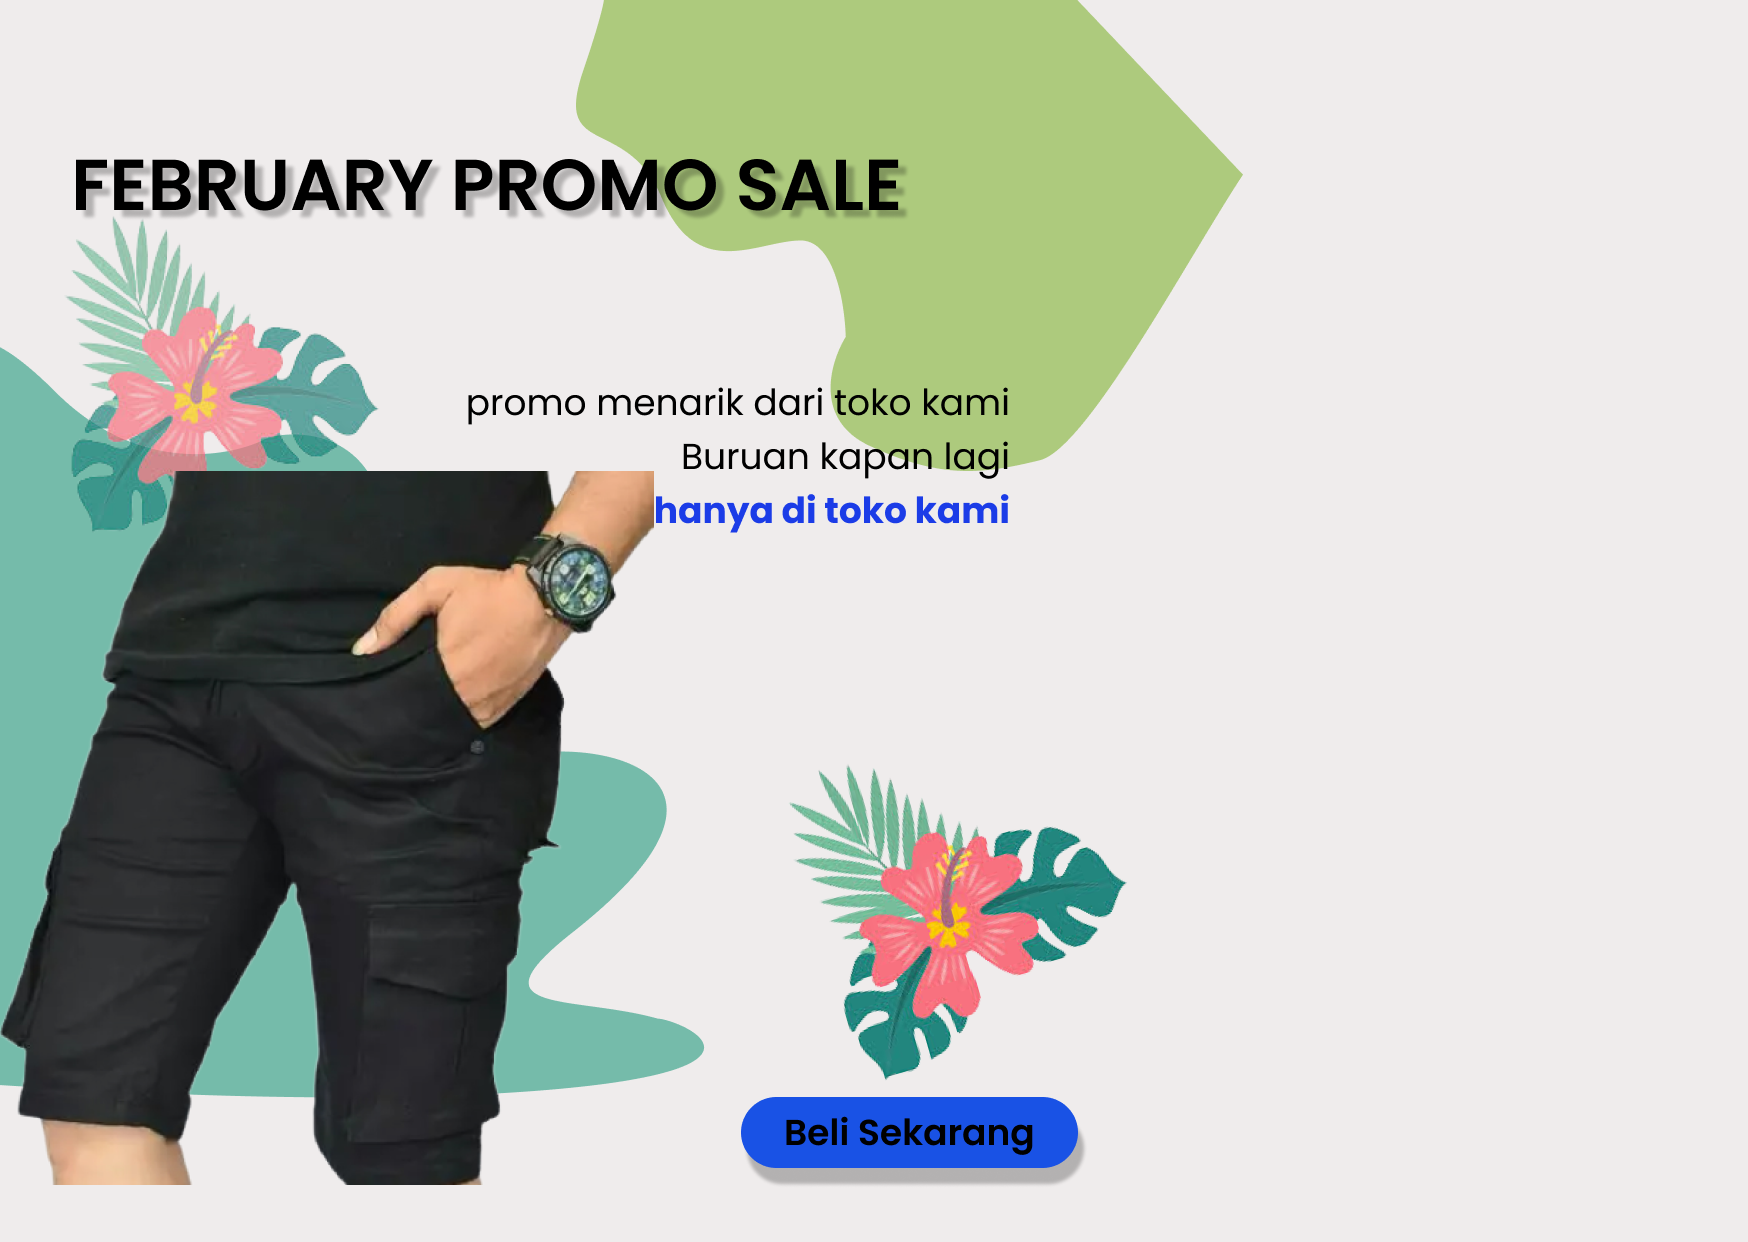 FEBRUARY PROMO SALE
promo menarik dari toko kami
Buruan kapan lagi
hanya di toko kami
Beli Sekarang